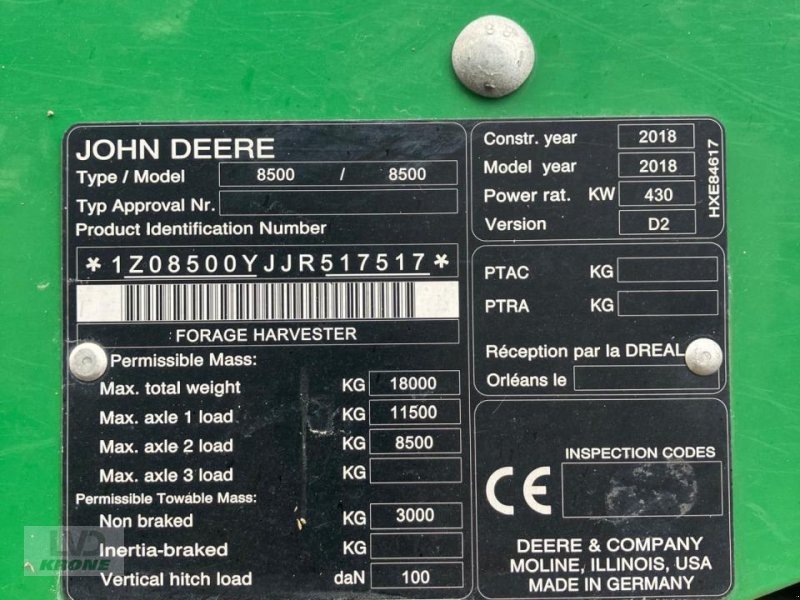 JOHN DEERE
Type / Model 8500 / 8500
Typ Approval Nr.
Product Identification Number
*1Z08500YJJR517517*
FORAGE HARVESTER
Permissible Mass:
Max. total weight KG 18000
Max. axle 1 load KG 11500
Max. axle 2 load KG 8500
Max. axle 3 load KG
Permissible Towable Mass:
Non braked KG 3000
Inertia-braked KG
Vertical hitch load daN 100
Constr. year 2018
Model year 2018
Power rat. KW 430
Version D2
HXE84617
PTAC KG
PTRA KG
Réception par la DREAL
Orléans le
INSPECTION CODES
CE
DEERE & COMPANY
MOLINE, ILLINOIS, USA
MADE IN GERMANY
LVD
KRONE